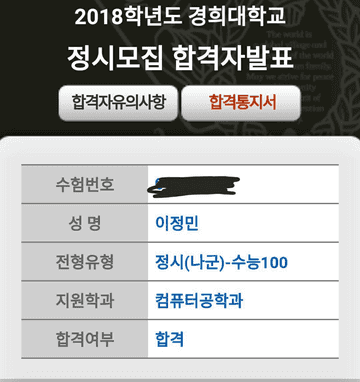 2018학년도 경희대학교
정시모집 합격자발표
합격자유의사항 합격통지서
수험번호
성 명 이정민
전형유형 정시(나군)-수능100
지원학과 컴퓨터공학과
합격여부 합격